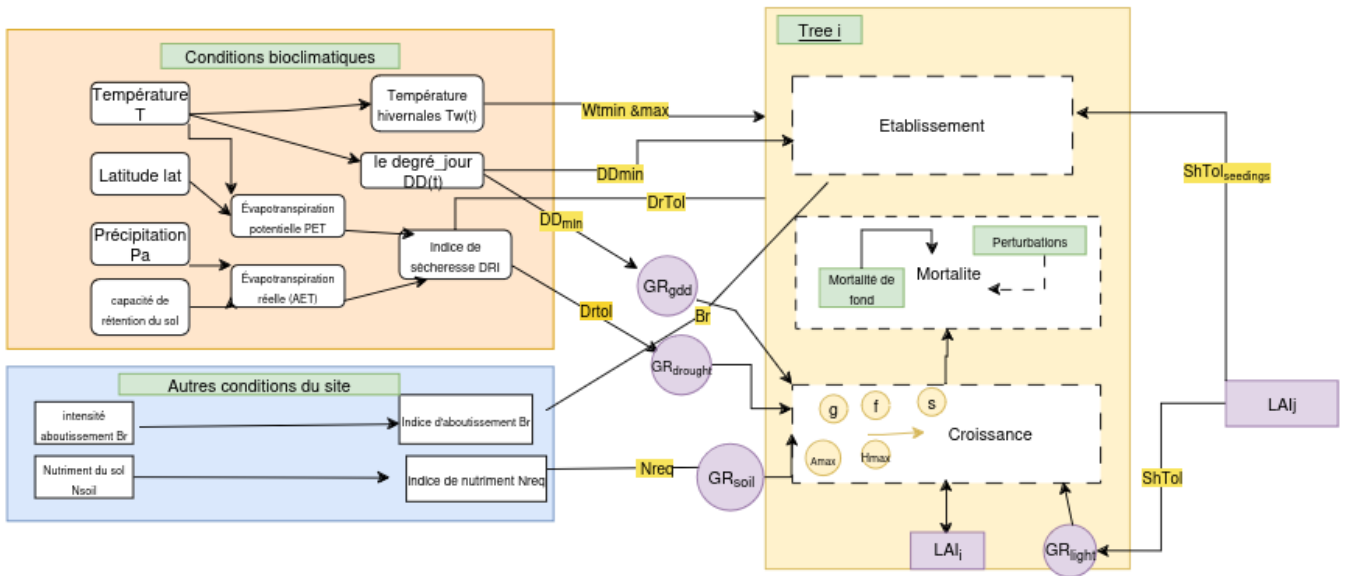 Conditions bioclimatiques
Température
T
Température
hivernales Tw(t)
Latitude lat
le degré_jour
DD(t)
Évapotranspiration
potentielle PET
Précipitation
Pa
Indice de
sècheresse DRI
Évapotranspiration
réelle (AET)
capacité de
rétention du sol
Wtmin &max
DDmin
DrTol
DDmin
Drtol
GRgdd
Br
GRdrought
Autres conditions du site
intensité
aboutissement Br
Indice d'aboutissement Br
Nutriment du sol
Nsoil
Indice de nutriment Nreq
Nreq
GRsoil
Tree i
Etablissement
Perturbations
Mortalité de
fond
Mortalite
g
f
s
Croissance
Amax
Hmax
LAIi
GRlight
ShTolseedings
LAIj
ShTol